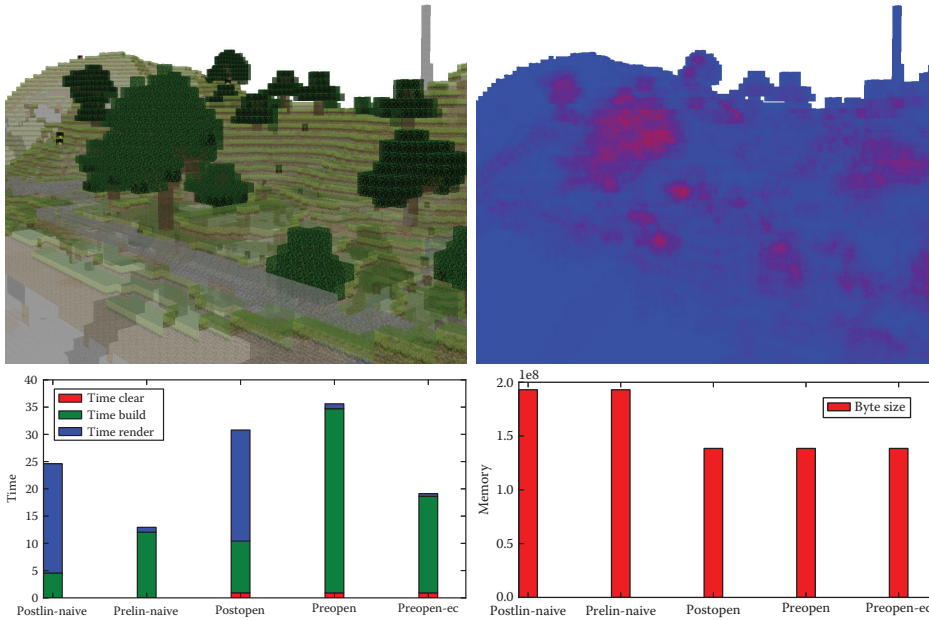 40
35
30
25
20
15
10
5
0
Time
Time clear
Time build
Time render
Postlin-naive
Prelin-naive
Postopen
Preopen
Preopen-ec
1e8
2.0
1.5
1.0
0.5
0.0
Memory
Byte size
Postlin-naive
Prelin-naive
Postopen
Preopen
Preopen-ec